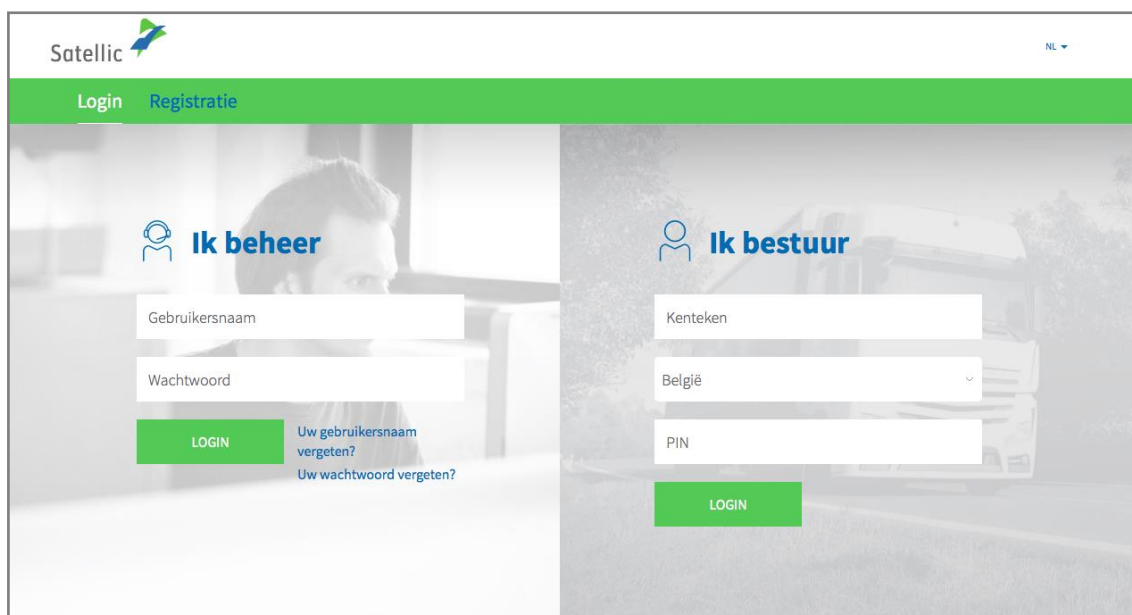 Satellic
NL
Login Registratie
Ik beheer
Gebruikersnaam
Wachtwoord
LOGIN
Uw gebruikersnaam
vergeten?
Uw wachtwoord vergeten?
Ik bestuur
Kenteken
België
PIN
LOGIN